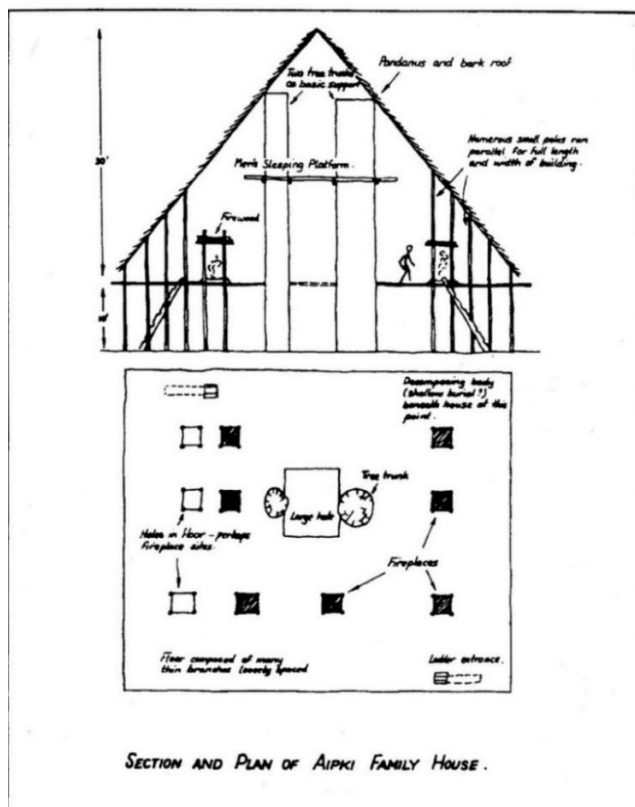 Two tree trunks
as basic support
Pandanus and bark roof
Numerous small poles run
parallel for full length
and width of building.
Men's Sleeping Platform.
30'
Firewood
Decomposing body
(shallow burial?)
beneath house at this
point.
Tree trunk
Large hole
Holes in floor - perhaps
fireplace sites.
Fireplaces
Floor composed of many
thin branches loosely spaced
Ladder entrance.
SECTION AND PLAN OF AIPKI FAMILY HOUSE.